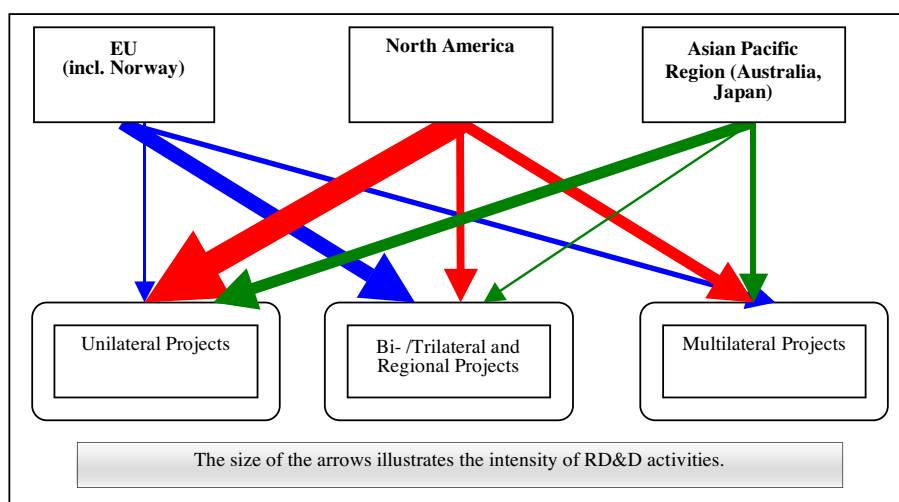 EU
(incl. Norway)
North America
Asian Pacific
Region (Australia,
Japan)
Unilateral Projects
Bi- /Trilateral and
Regional Projects
Multilateral Projects
The size of the arrows illustrates the intensity of RD&D activities.